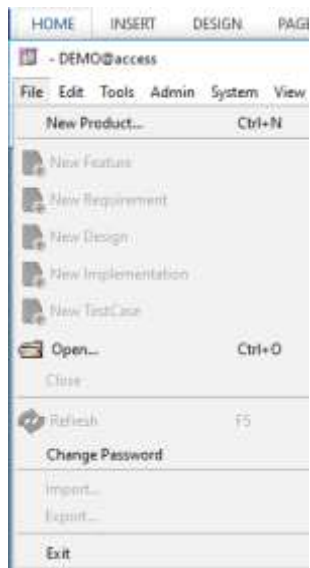 HOME INSERT DESIGN PAGE
- DEMO@access
File Edit Tools Admin System View
New Product... Ctrl+N
New Feature
New Requirement
New Design
New Implementation
New TestCase
Open... Ctrl+O
Close
Refresh F5
Change Password
Import...
Export...
Exit